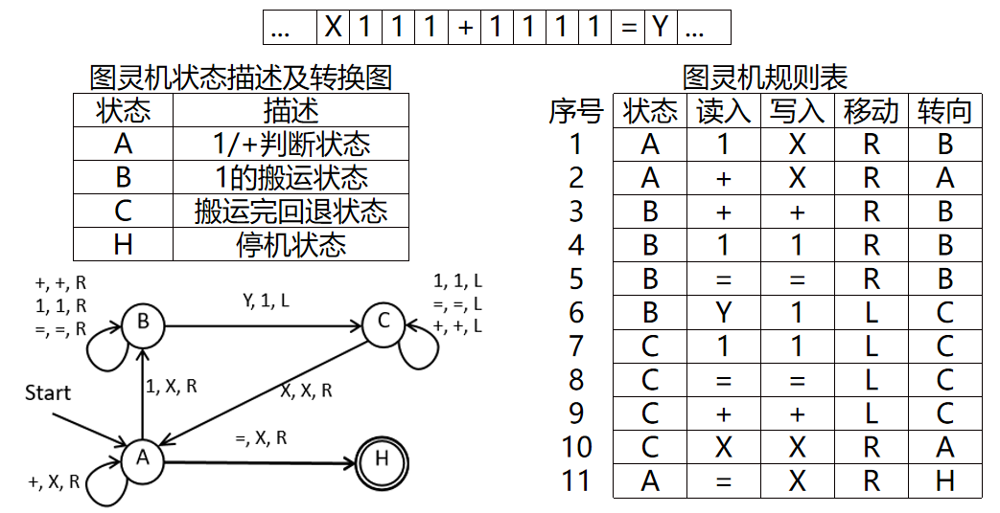 ... X 1 1 1 + 1 1 1 1 = Y ...
图灵机状态描述及转换图
状态 描述
A 1/+判断状态
B 1的搬运状态
C 搬运完回退状态
H 停机状态
+, +, R
1, 1, R
=, =, R
B
Y, 1, L
C
1, 1, L
=, =, L
+, +, L
Start
1, X, R
X, X, R
A
=, X, R
H
+, X, R
图灵机规则表
序号 状态 读入 写入 移动 转向
1 A 1 X R B
2 A + X R A
3 B + + R B
4 B 1 1 R B
5 B = = R B
6 B Y 1 L C
7 C 1 1 L C
8 C = = L C
9 C + + L C
10 C X X R A
11 A = X R H